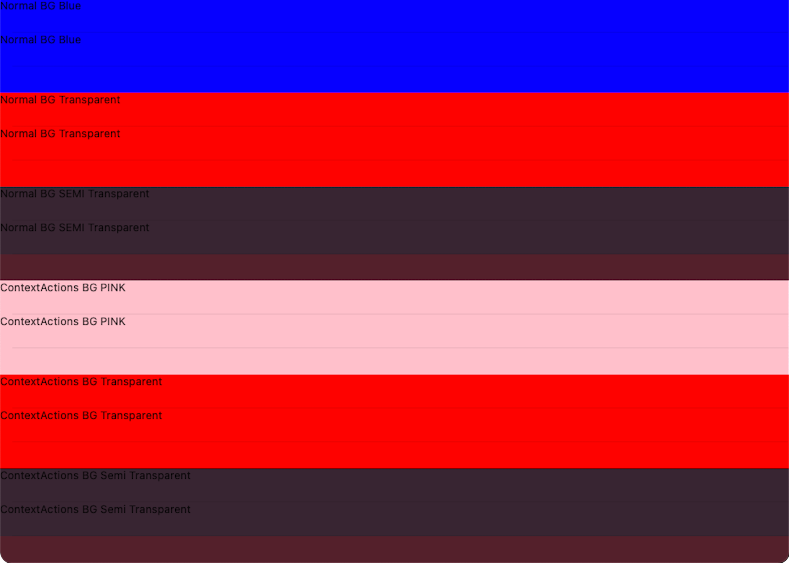 Normal BG Blue
Normal BG Blue
Normal BG Transparent
Normal BG Transparent
Normal BG SEMI Transparent
Normal BG SEMI Transparent
ContextActions BG PINK
ContextActions BG PINK
ContextActions BG Transparent
ContextActions BG Transparent
ContextActions BG Semi Transparent
ContextActions BG Semi Transparent